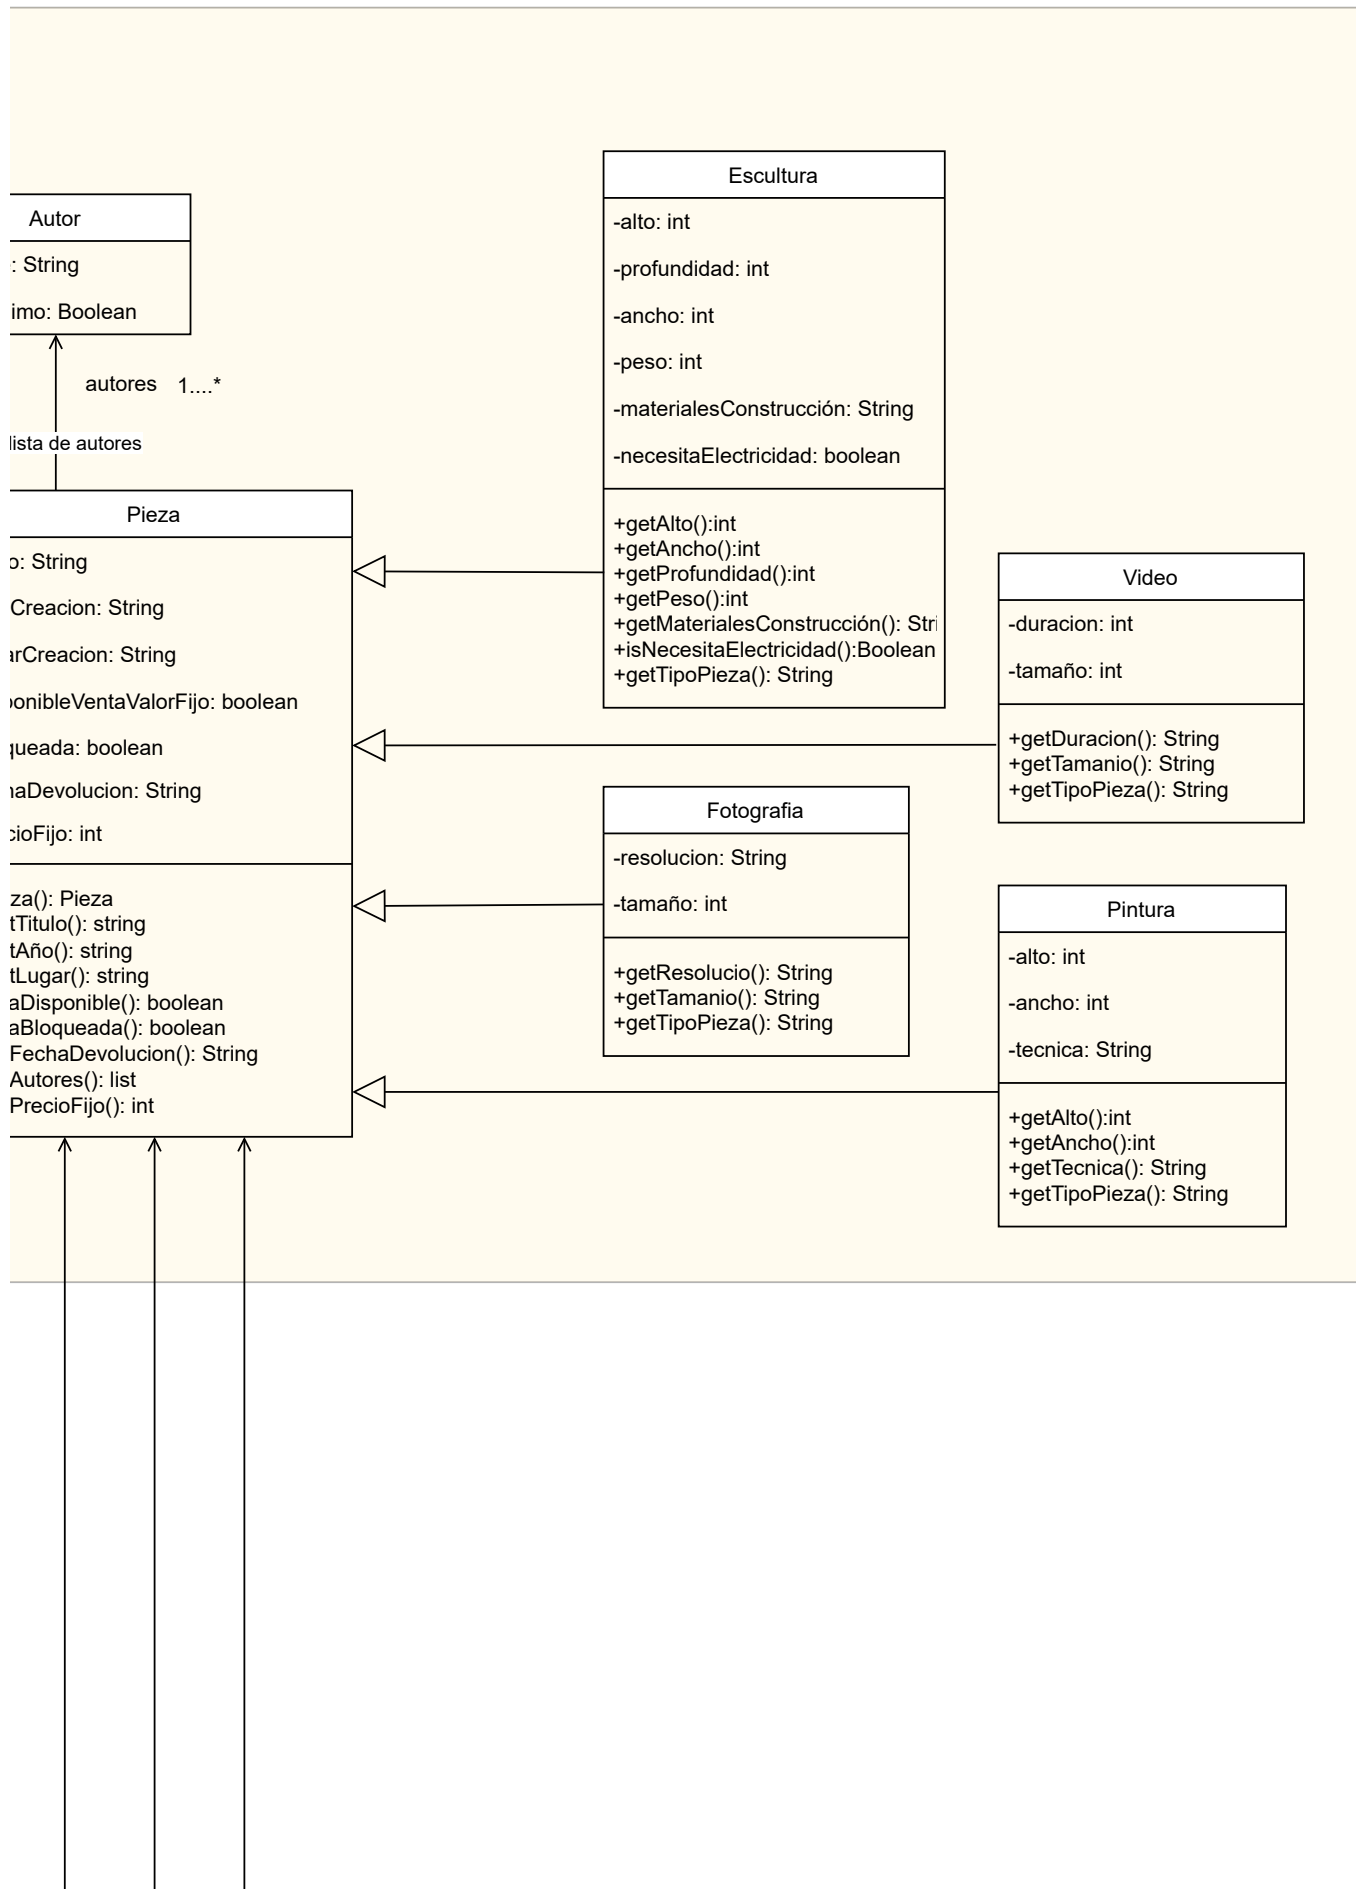 Autor
: String
imo: Boolean
autores 1....*
lista de autores
Pieza
o: String
Creacion: String
arCreacion: String
ponibleVentaValorFijo: boolean
queada: boolean
haDevolucion: String
cioFijo: int
za(): Pieza
tTitulo(): string
tAño(): string
tLugar(): string
aDisponible(): boolean
aBloqueada(): boolean
FechaDevolucion(): String
Autores(): list
PrecioFijo(): int
Escultura
-alto: int
-profundidad: int
-ancho: int
-peso: int
-materialesConstrucción: String
-necesitaElectricidad: boolean
+getAlto():int
+getAncho():int
+getProfundidad():int
+getPeso():int
+getMaterialesConstrucción(): Stri
+isNecesitaElectricidad():Boolean
+getTipoPieza(): String
Video
-duracion: int
-tamaño: int
+getDuracion(): String
+getTamanio(): String
+getTipoPieza(): String
Fotografia
-resolucion: String
-tamaño: int
+getResolucio(): String
+getTamanio(): String
+getTipoPieza(): String
Pintura
-alto: int
-ancho: int
-tecnica: String
+getAlto():int
+getAncho():int
+getTecnica(): String
+getTipoPieza(): String